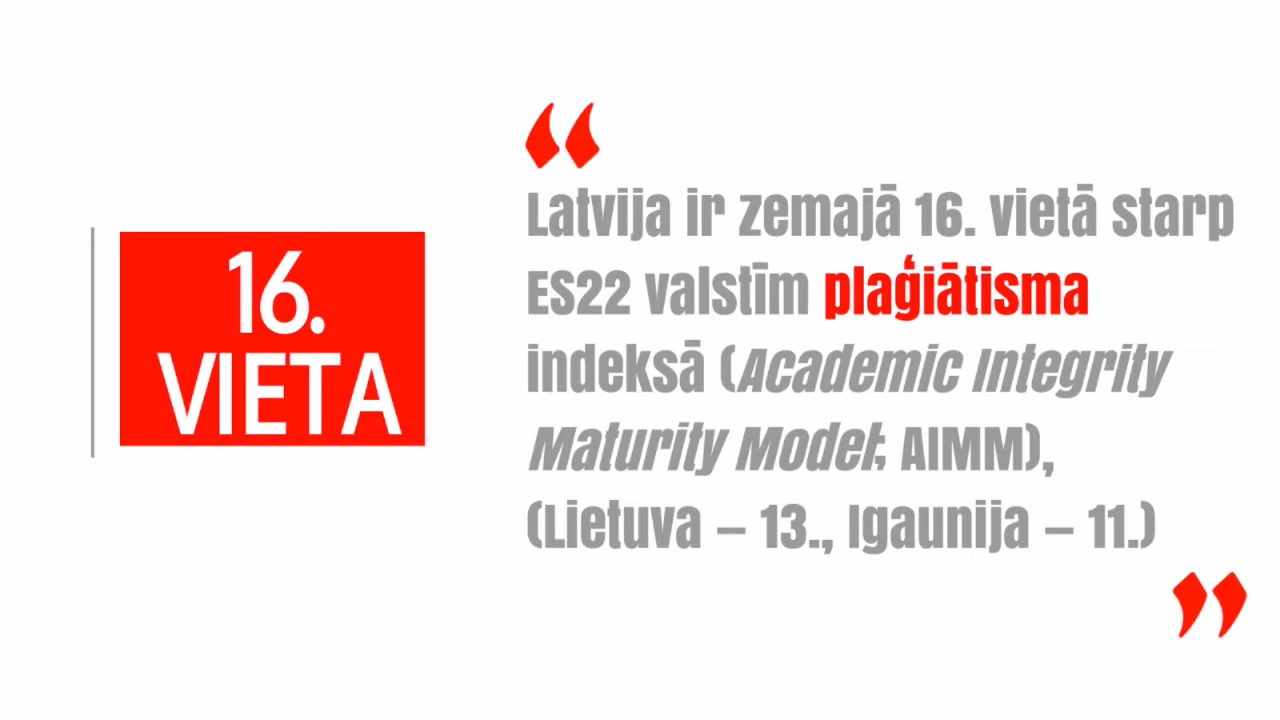 16.
VIETA
“
Latvija ir zemajā 16. vietā starp
ES22 valstīm plaģiātisma
indeksā (Academic Integrity
Maturity Model; AIMM),
(Lietuva – 13., Igaunija – 11.)
”